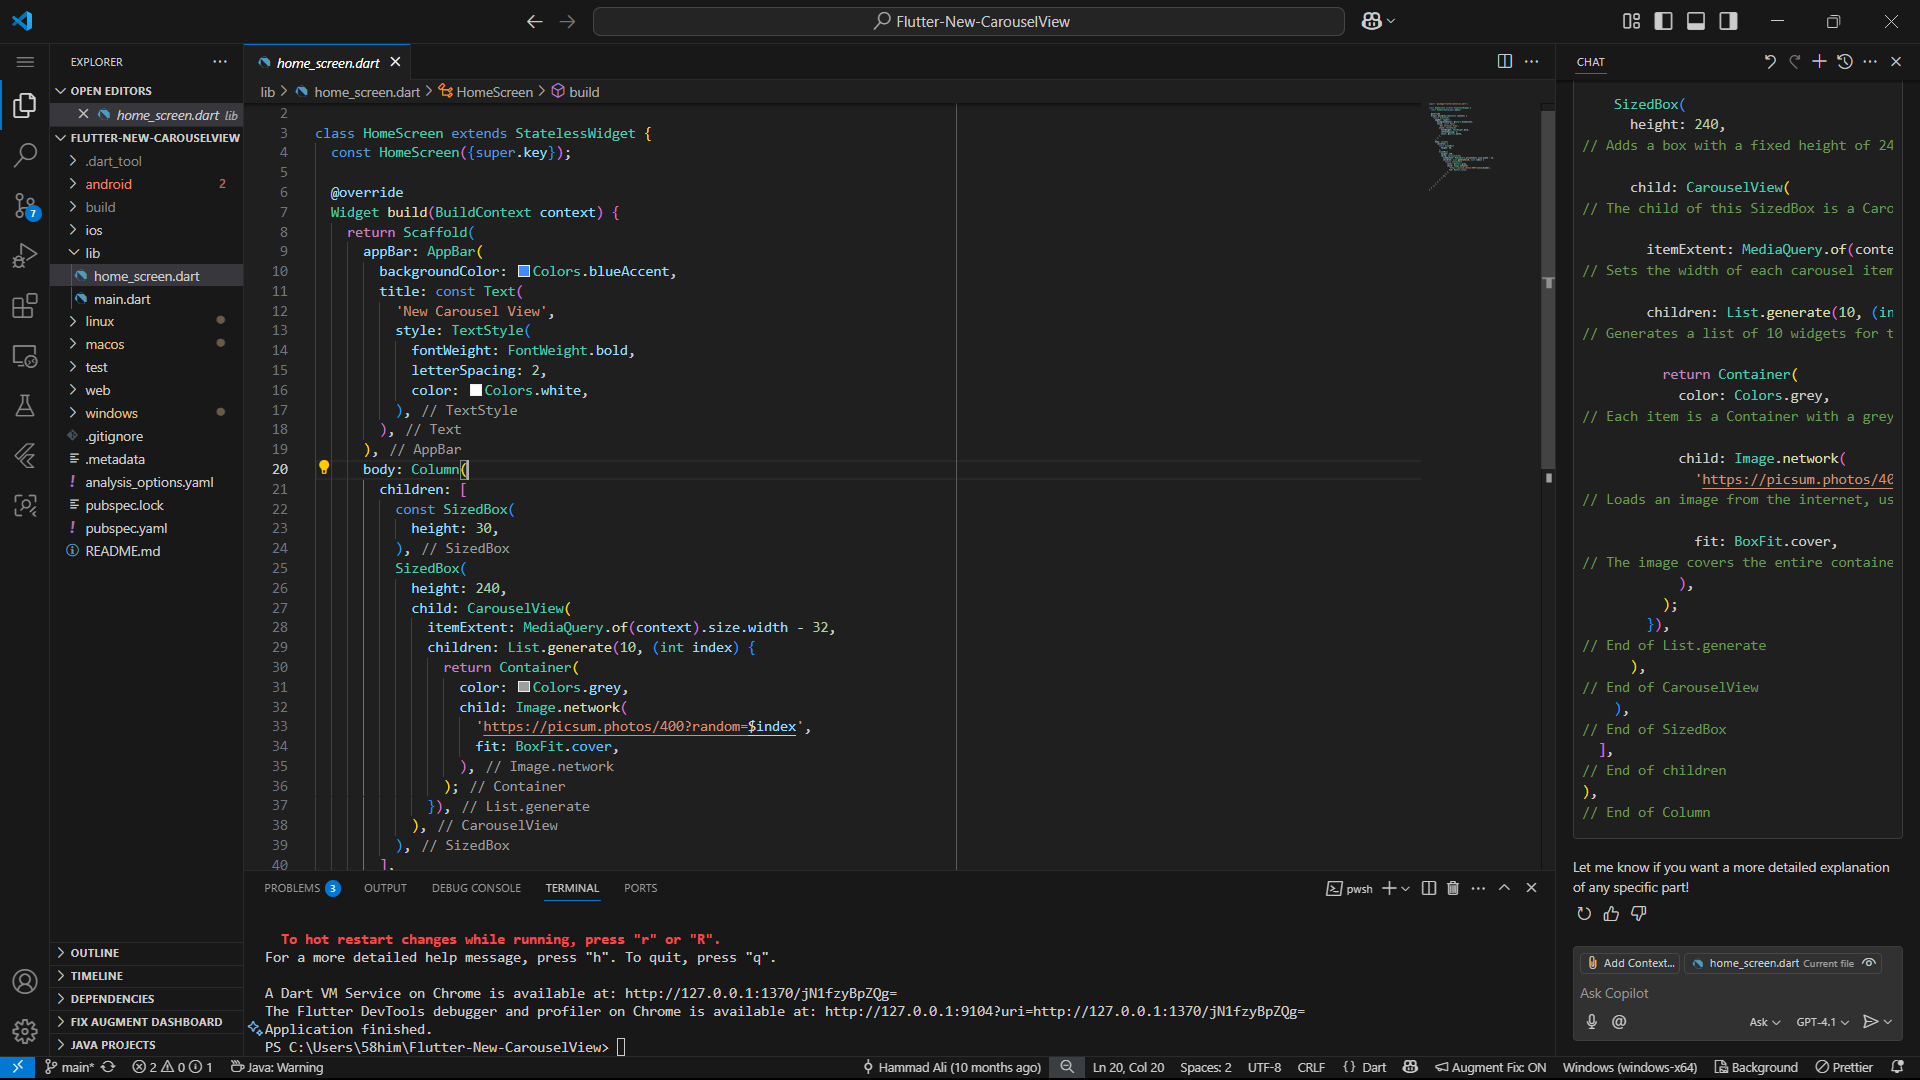 Flutter-New-CarouselView
EXPLORER
OPEN EDITORS
home_screen.dart lib
FLUTTER-NEW-CAROUSELVIEW
.dart_tool
android 2
build
ios
lib
home_screen.dart
main.dart
linux
macos
test
web
windows
.gitignore
.metadata
analysis_options.yaml
pubspec.lock
pubspec.yaml
README.md
OUTLINE
TIMELINE
DEPENDENCIES
FIX AUGMENT DASHBOARD
JAVA PROJECTS
7
home_screen.dart
lib > home_screen.dart > HomeScreen > build
2
3 class HomeScreen extends StatelessWidget {
4 const HomeScreen({super.key});
5
6 @override
7 Widget build(BuildContext context) {
8 return Scaffold(
9 appBar: AppBar(
10 backgroundColor: Colors.blueAccent,
11 title: const Text(
12 'New Carousel View',
13 style: TextStyle(
14 fontWeight: FontWeight.bold,
15 letterSpacing: 2,
16 color: Colors.white,
17 ), // TextStyle
18 ), // Text
19 ), // AppBar
20 body: Column(
21 children: [
22 const SizedBox(
23 height: 30,
24 ), // SizedBox
25 SizedBox(
26 height: 240,
27 child: CarouselView(
28 itemExtent: MediaQuery.of(context).size.width - 32,
29 children: List.generate(10, (int index) {
30 return Container(
31 color: Colors.grey,
32 child: Image.network(
33 'https://picsum.photos/400?random=$index',
34 fit: BoxFit.cover,
35 ), // Image.network
36 ); // Container
37 }), // List.generate
38 ), // CarouselView
39 ), // SizedBox
40 ],
PROBLEMS 3 OUTPUT DEBUG CONSOLE TERMINAL PORTS
pwsh
To hot restart changes while running, press "r" or "R".
For a more detailed help message, press "h". To quit, press "q".
A Dart VM Service on Chrome is available at: http://127.0.0.1:1370/jN1fzyBpZQg=
The Flutter DevTools debugger and profiler on Chrome is available at: http://127.0.0.1:9104?uri=http://127.0.0.1:1370/jN1fzyBpZQg=
Application finished.
PS C:\Users\58him\Flutter-New-CarouselView>
CHAT
SizedBox(
height: 240,
// Adds a box with a fixed height of 24
child: CarouselView(
// The child of this SizedBox is a Caro
itemExtent: MediaQuery.of(conte
// Sets the width of each carousel item
children: List.generate(10, (in
// Generates a list of 10 widgets for t
return Container(
color: Colors.grey,
// Each item is a Container with a grey
child: Image.network(
'https://picsum.photos/40
// Loads an image from the internet, us
fit: BoxFit.cover,
// The image covers the entire containe
),
);
}),
// End of List.generate
),
// End of CarouselView
),
// End of SizedBox
],
// End of children
),
// End of Column
Let me know if you want a more detailed explanation
of any specific part!
Add Context... home_screen.dart Current file
Ask Copilot
Ask GPT-4.1
main* 2 0 1 Java: Warning Hammad Ali (10 months ago) Ln 20, Col 20 Spaces: 2 UTF-8 CRLF {} Dart Augment Fix: ON Windows (windows-x64) Background Prettier